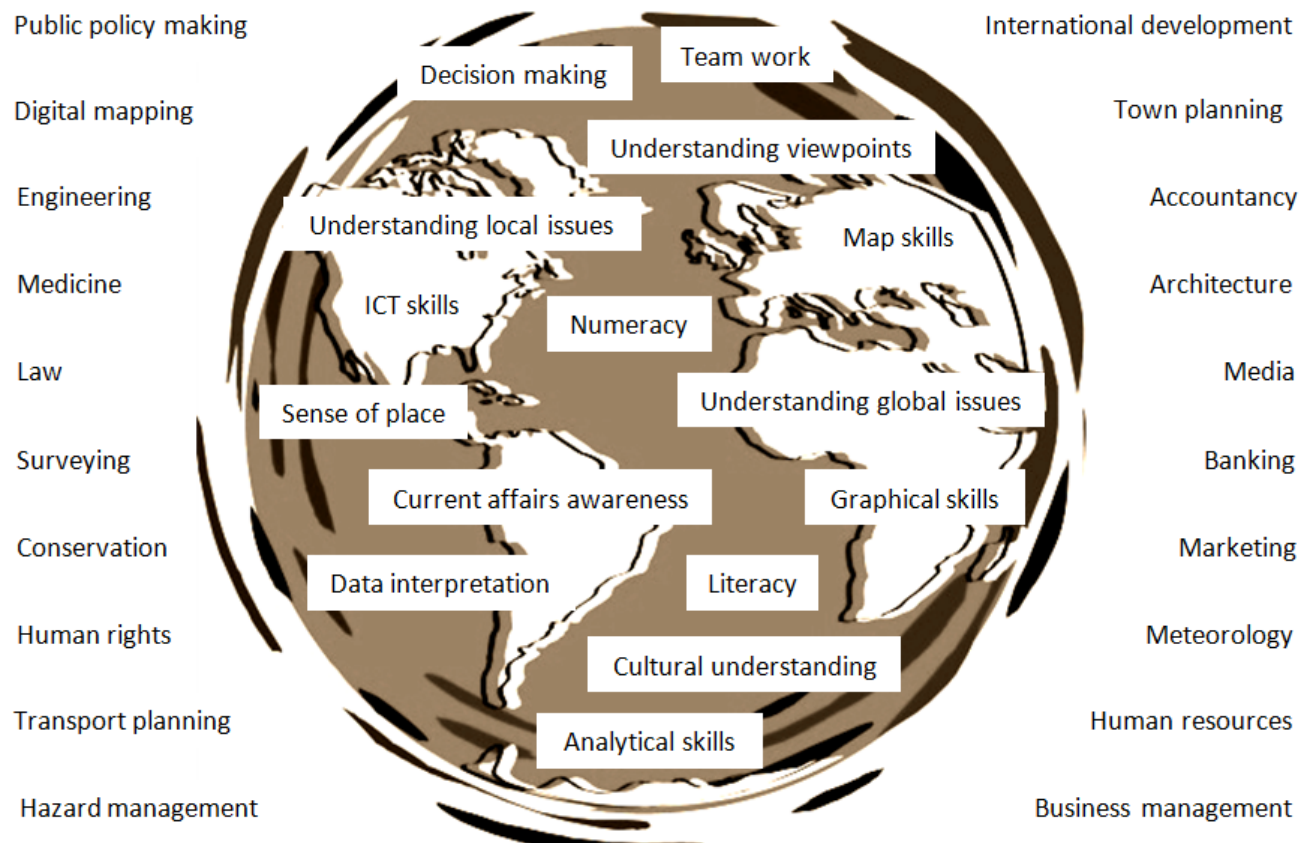 Public policy making
Digital mapping
Engineering
Medicine
Law
Surveying
Conservation
Human rights
Transport planning
Hazard management
Decision making
Team work
Understanding viewpoints
Understanding local issues
Map skills
ICT skills
Numeracy
Sense of place
Understanding global issues
Current affairs awareness
Graphical skills
Data interpretation
Literacy
Cultural understanding
Analytical skills
International development
Town planning
Accountancy
Architecture
Media
Banking
Marketing
Meteorology
Human resources
Business management